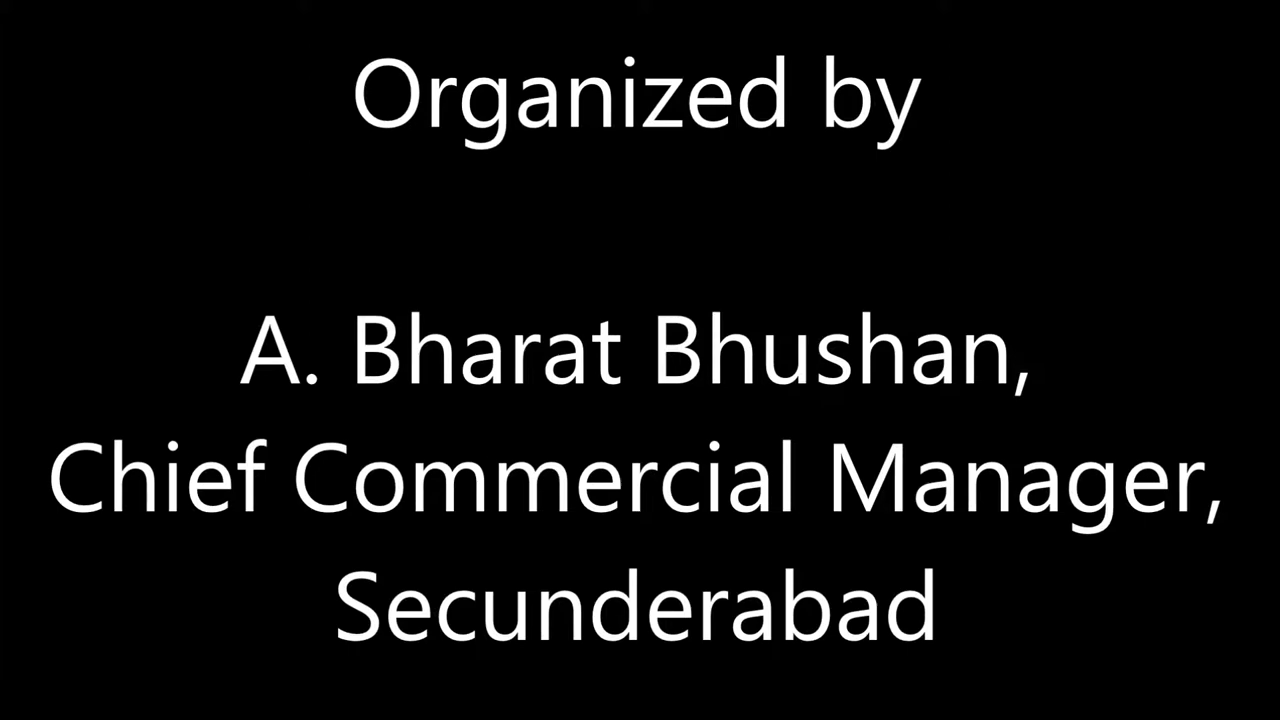 Organized by
A. Bharat Bhushan,
Chief Commercial Manager,
Secunderabad